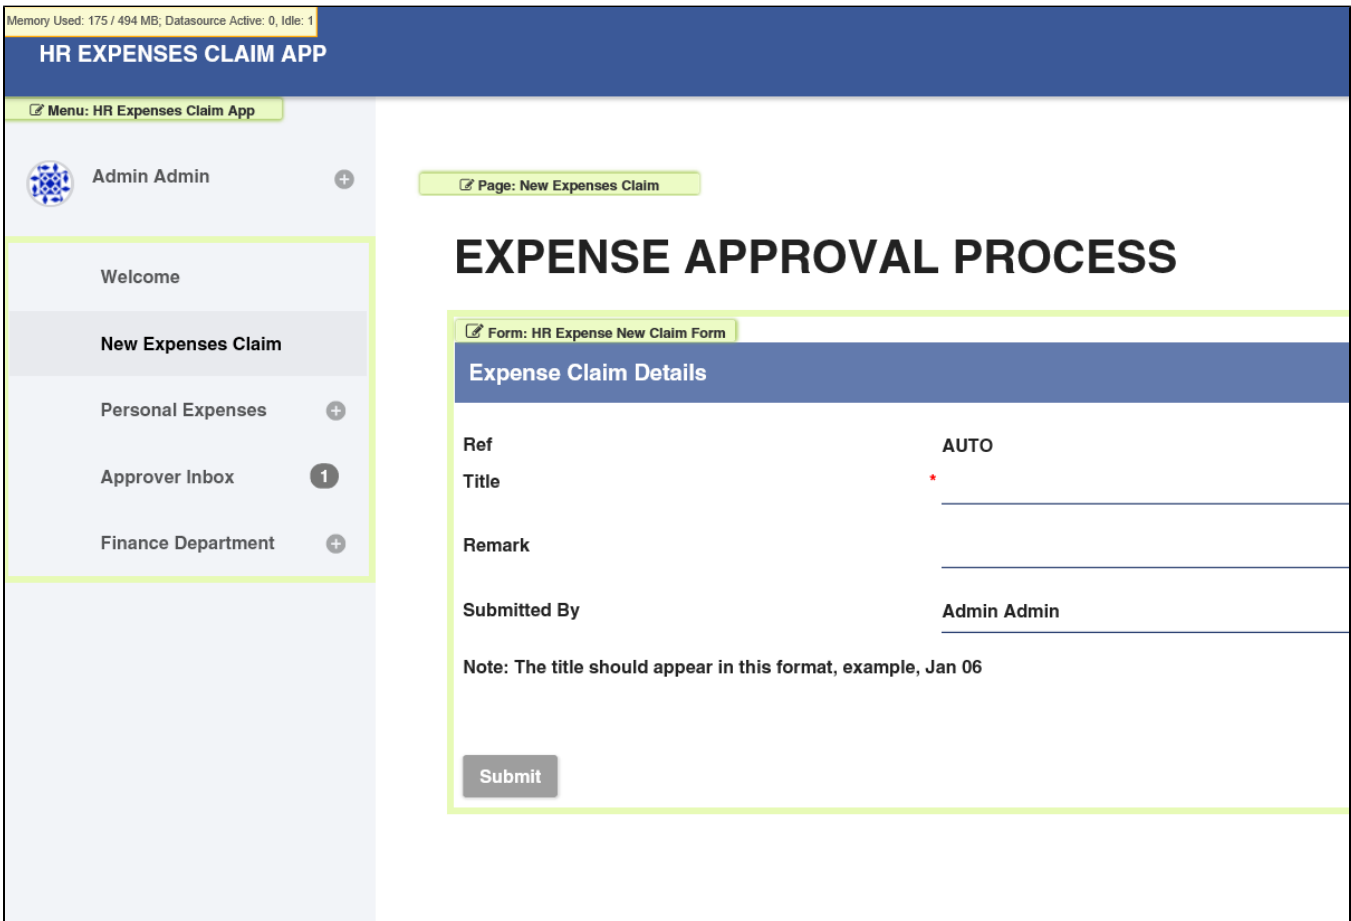 Memory Used: 175 / 494 MB; Datasource Active: 0, Idle: 1
HR EXPENSES CLAIM APP
Menu: HR Expenses Claim App
Admin Admin
Welcome
New Expenses Claim
Personal Expenses
Approver Inbox 1
Finance Department
Page: New Expenses Claim
EXPENSE APPROVAL PROCESS
Form: HR Expense New Claim Form
Expense Claim Details
Ref AUTO
Title *
Remark
Submitted By Admin Admin
Note: The title should appear in this format, example, Jan 06
Submit